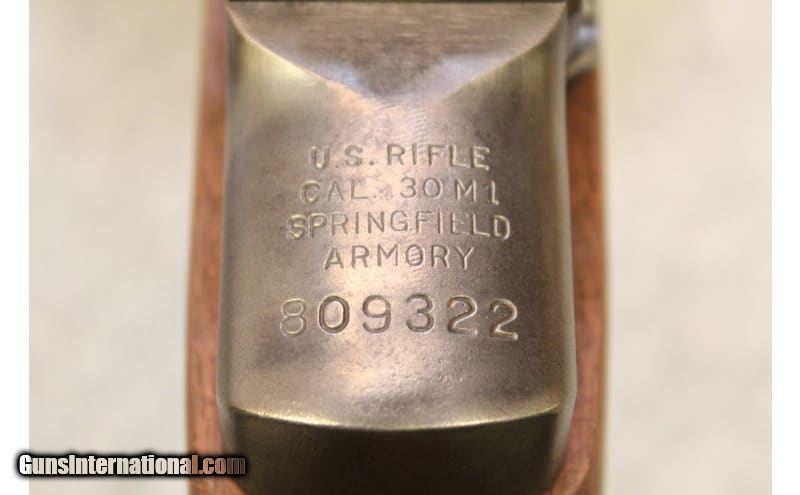 U.S. RIFLE
CAL. 30 M1
SPRINGFIELD
ARMORY
809322
GunsInternational.com